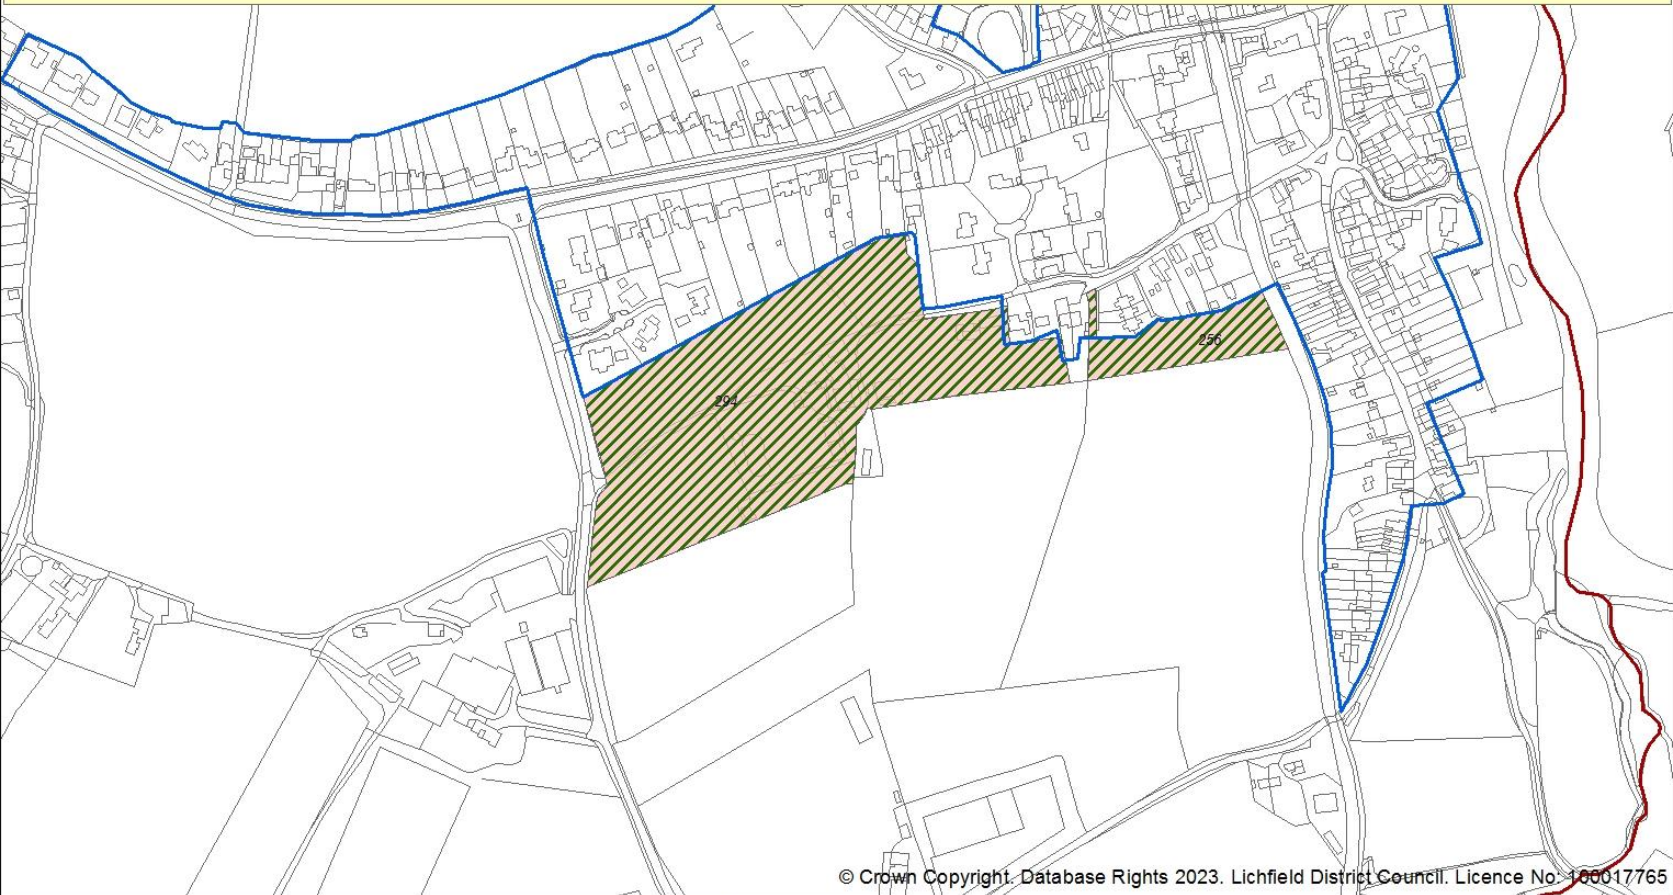 256
294
© Crown Copyright. Database Rights 2023. Lichfield District Council. Licence No: 100017765